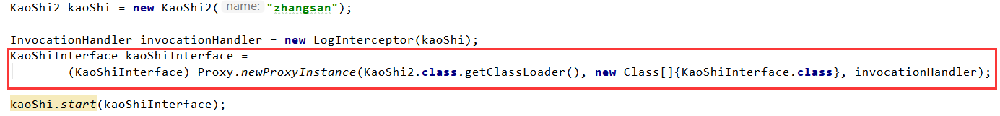 KaoShi2 kaoShi = new KaoShi2( name: "zhangsan");
InvocationHandler invocationHandler = new LogInterceptor(kaoShi);
KaoShiInterface kaoShiInterface =
(KaoShiInterface) Proxy.newProxyInstance(KaoShi2.class.getClassLoader(), new Class[]{KaoShiInterface.class}, invocationHandler);
kaoShi.start(kaoShiInterface);